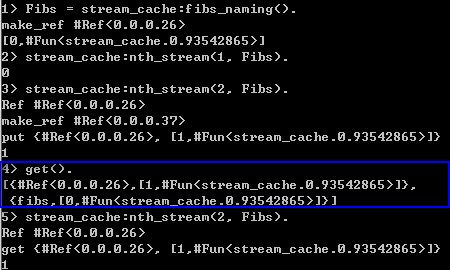 1> Fibs = stream_cache:fibs_naming().
make_ref #Ref<0.0.0.26>
[0,#Fun<stream_cache.0.93542865>]
2> stream_cache:nth_stream(1, Fibs).
0
3> stream_cache:nth_stream(2, Fibs).
Ref #Ref<0.0.0.26>
make_ref #Ref<0.0.0.37>
put {#Ref<0.0.0.26>, [1,#Fun<stream_cache.0.93542865>]}
1
4> get().
[{#Ref<0.0.0.26>,[1,#Fun<stream_cache.0.93542865>]},
 {fibs,[0,#Fun<stream_cache.0.93542865>]}]
5> stream_cache:nth_stream(2, Fibs).
Ref #Ref<0.0.0.26>
get {#Ref<0.0.0.26>, [1,#Fun<stream_cache.0.93542865>]}
1